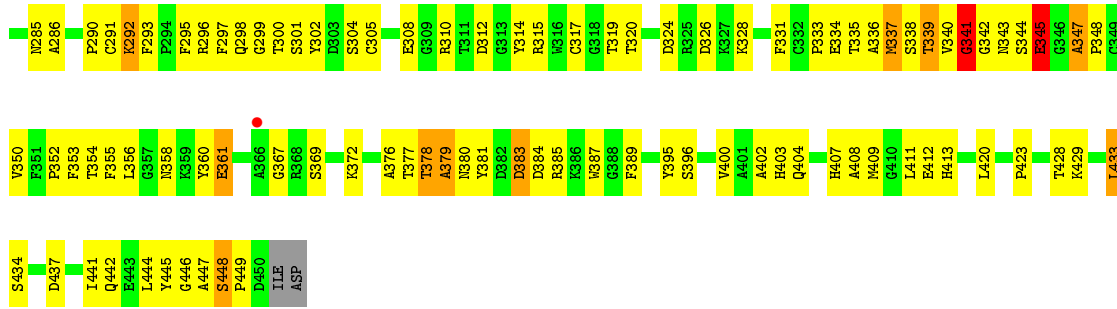 N285 A286 P290 C291 K292 F293 P294 F295 R296 F297 Q298 G299 T300 S301 Y302 D303 S304 C305 E308 G309 R310 T311 D312 G313 Y314 R315 W316 C317 G318 T319 T320 D324 R325 D326 K327 K328 F331 C332 P333 E334 T335 A336 M337 S338 T339 V340 G341 G342 N343 S344 E345 G346 A347 P348 C349
V350 F351 P352 F353 T354 F355 L356 G357 N358 K359 Y360 E361 A366 G367 R368 S369 K372 A376 T377 T378 A379 N380 Y381 D382 D383 D384 R385 K386 W387 G388 F389 Y395 S396 V400 A401 A402 H403 Q404 H407 A408 M409 G410 L411 E412 H413 L420 P423 T428 K429 L433
S434 D437 I441 Q442 E443 L444 Y445 G446 A447 S448 P449 D450 ILE ASP